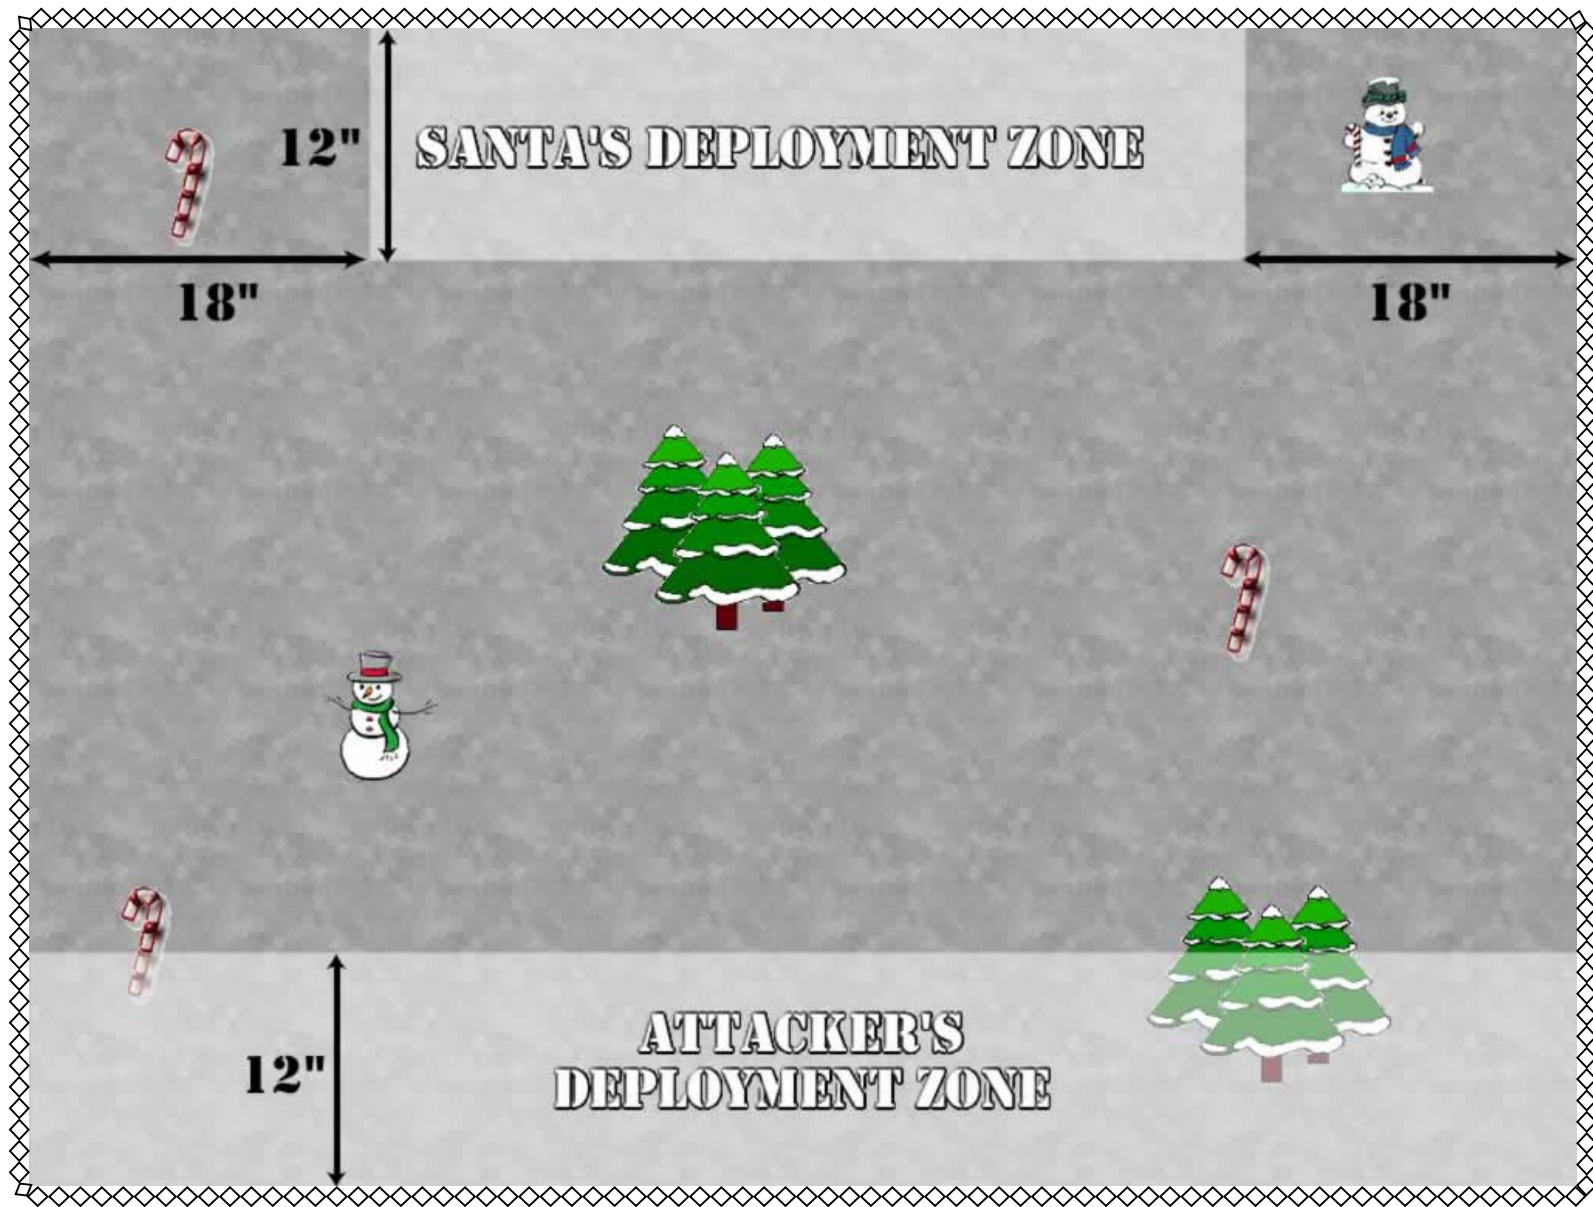 12" SANTA'S DEPLOYMENT ZONE
18" 18"
ATTACKER'S
12" DEPLOYMENT ZONE